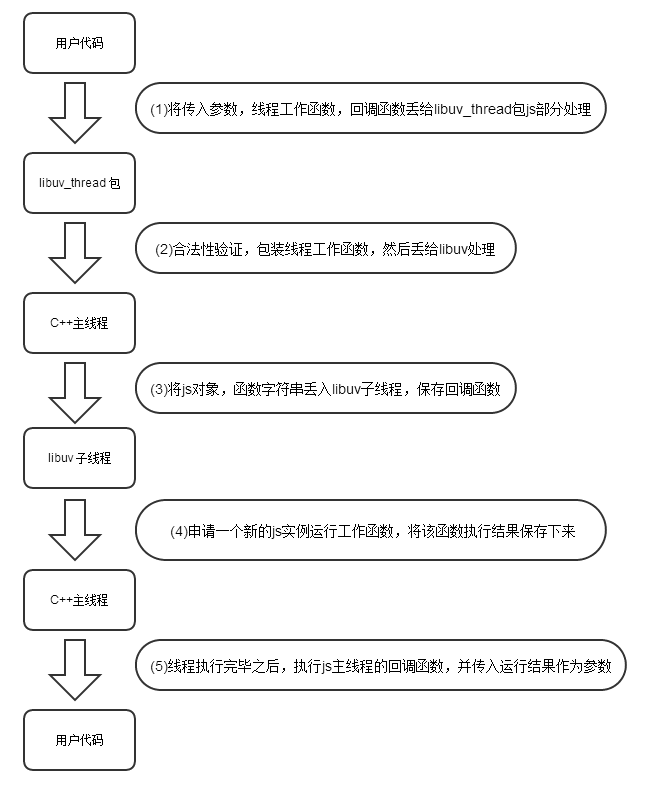 用户代码
(1)将传入参数，线程工作函数，回调函数丢给libuv_thread包js部分处理
libuv_thread 包
(2)合法性验证，包装线程工作函数，然后丢给libuv处理
C++主线程
(3)将js对象，函数字符串丢入libuv子线程，保存回调函数
libuv 子线程
(4)申请一个新的js实例运行工作函数，将该函数执行结果保存下来
C++主线程
(5)线程执行完毕之后，执行js主线程的回调函数，并传入运行结果作为参数
用户代码